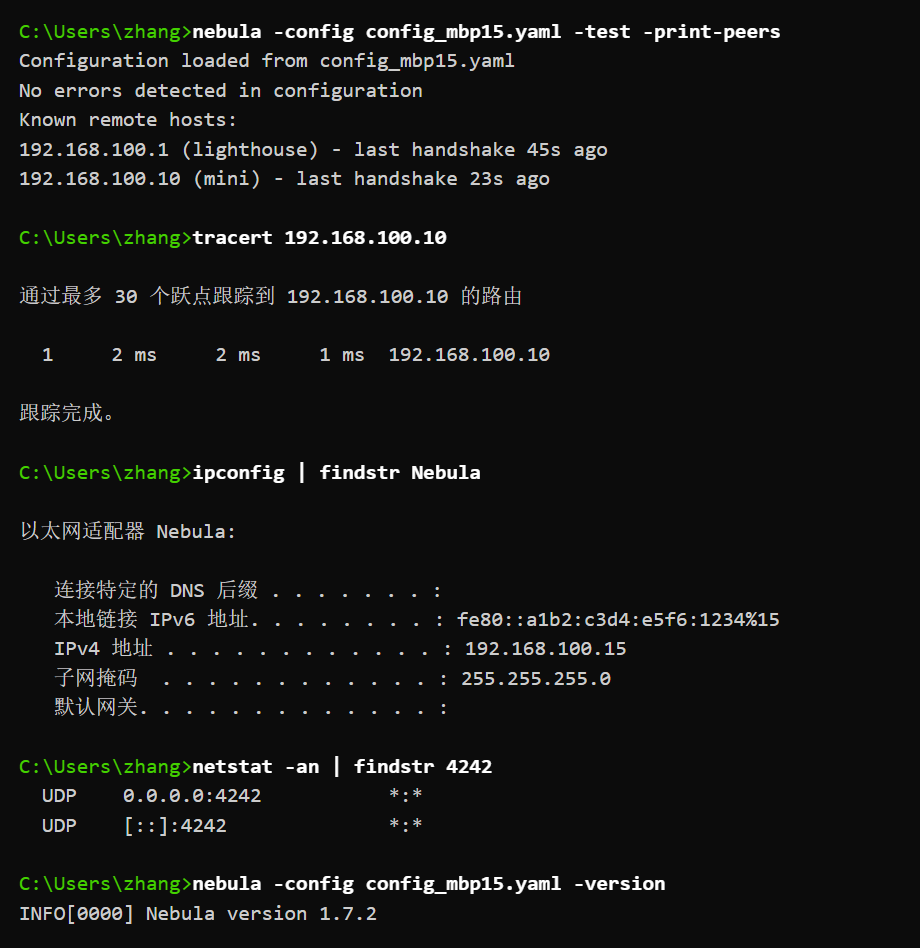 C:\Users\zhang>nebula -config config_mbp15.yaml -test -print-peers
Configuration loaded from config_mbp15.yaml
No errors detected in configuration
Known remote hosts:
192.168.100.1 (lighthouse) - last handshake 45s ago
192.168.100.10 (mini) - last handshake 23s ago
C:\Users\zhang>tracert 192.168.100.10
通过最多 30 个跃点跟踪到 192.168.100.10 的路由
1     2 ms     2 ms     1 ms  192.168.100.10
跟踪完成。
C:\Users\zhang>ipconfig | findstr Nebula
以太网适配器 Nebula:
连接特定的 DNS 后缀 . . . . . . . :
本地链接 IPv6 地址. . . . . . . . : fe80::a1b2:c3d4:e5f6:1234%15
IPv4 地址 . . . . . . . . . . . . : 192.168.100.15
子网掩码  . . . . . . . . . . . . : 255.255.255.0
默认网关. . . . . . . . . . . . . :
C:\Users\zhang>netstat -an | findstr 4242
UDP    0.0.0.0:4242           *:*
UDP    [::]:4242              *:*
C:\Users\zhang>nebula -config config_mbp15.yaml -version
INFO[0000] Nebula version 1.7.2